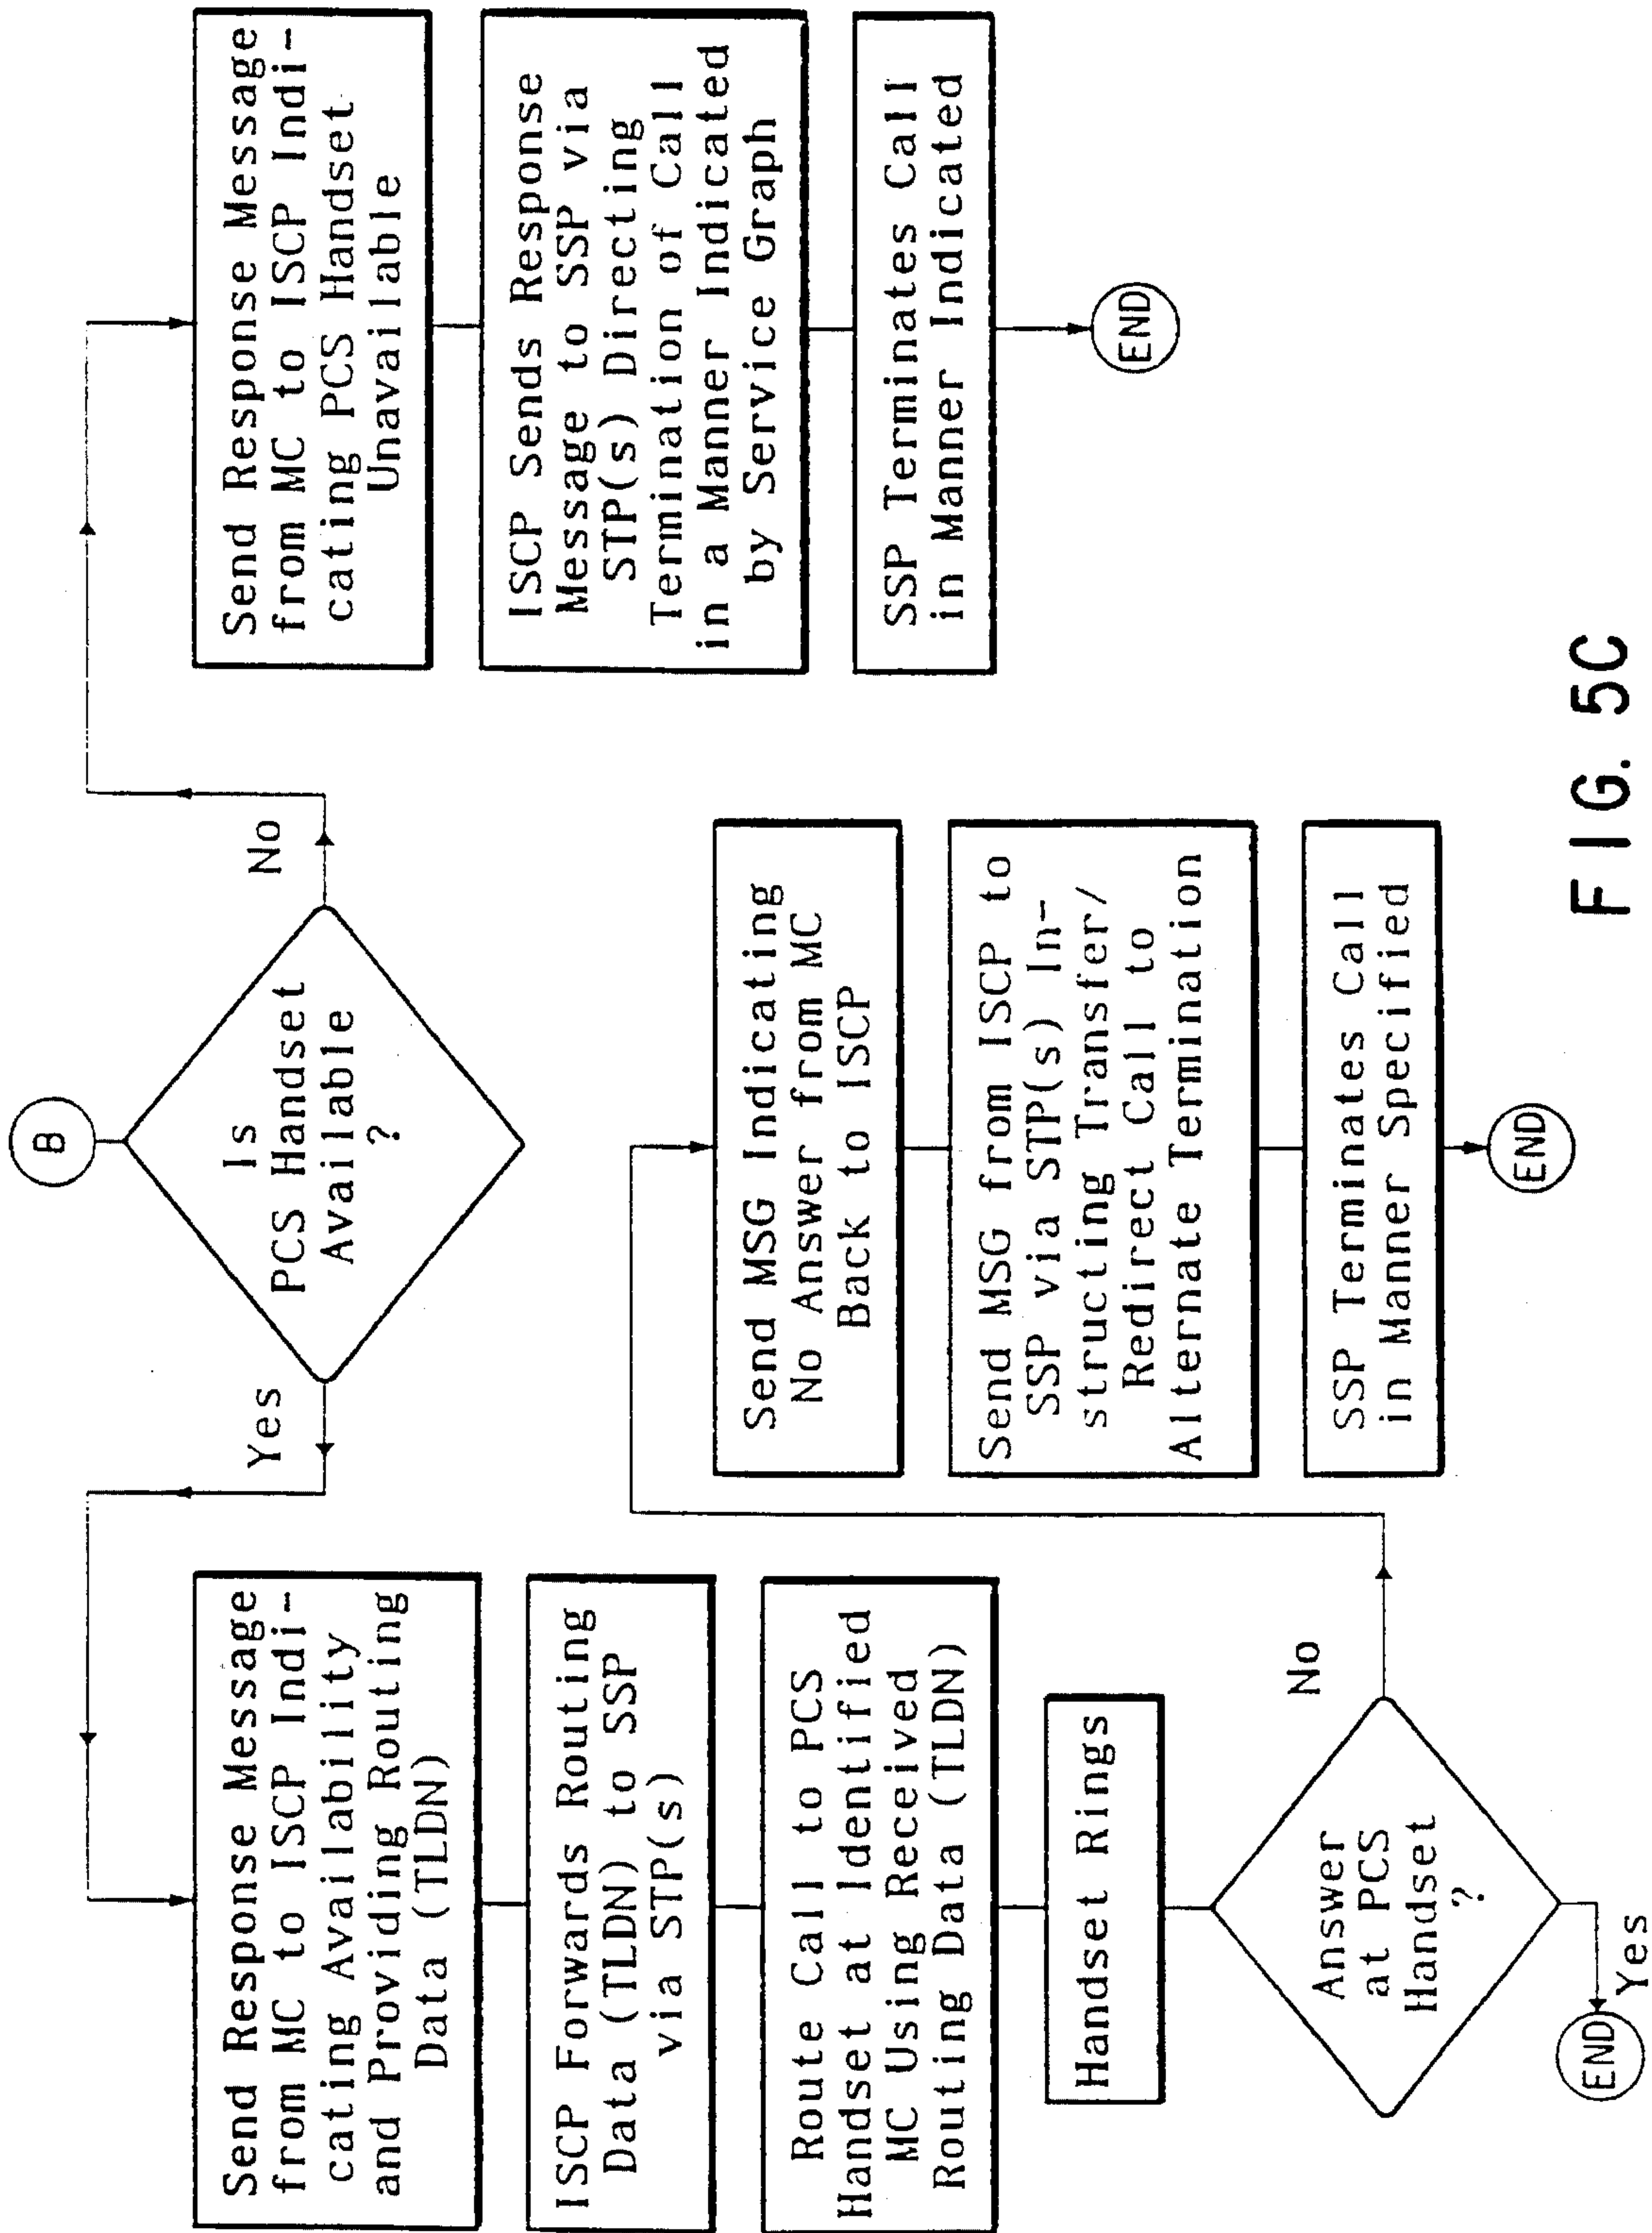 B
Is
PCS Handset
Available
?
Yes
No
Send Response Message
from MC to ISCP Indi-
cating Availability
and Providing Routing
Data (TLDN)
ISCP Forwards Routing
Data (TLDN) to SSP
via STP(s)
Route Call to PCS
Handset at Identified
MC Using Received
Routing Data (TLDN)
Handset Rings
Answer
at PCS
Handset
?
No
Yes
END
Send MSG Indicating
No Answer from MC
Back to ISCP
Send MSG from ISCP to
SSP via STP(s) In-
structing Transfer/
Redirect Call to
Alternate Termination
SSP Terminates Call
in Manner Specified
END
Send Response Message
from MC to ISCP Indi-
cating PCS Handset
Unavailable
ISCP Sends Response
Message to SSP via
STP(s) Directing
Termination of Call
in a Manner Indicated
by Service Graph
SSP Terminates Call
in Manner Indicated
END
FIG. 5C